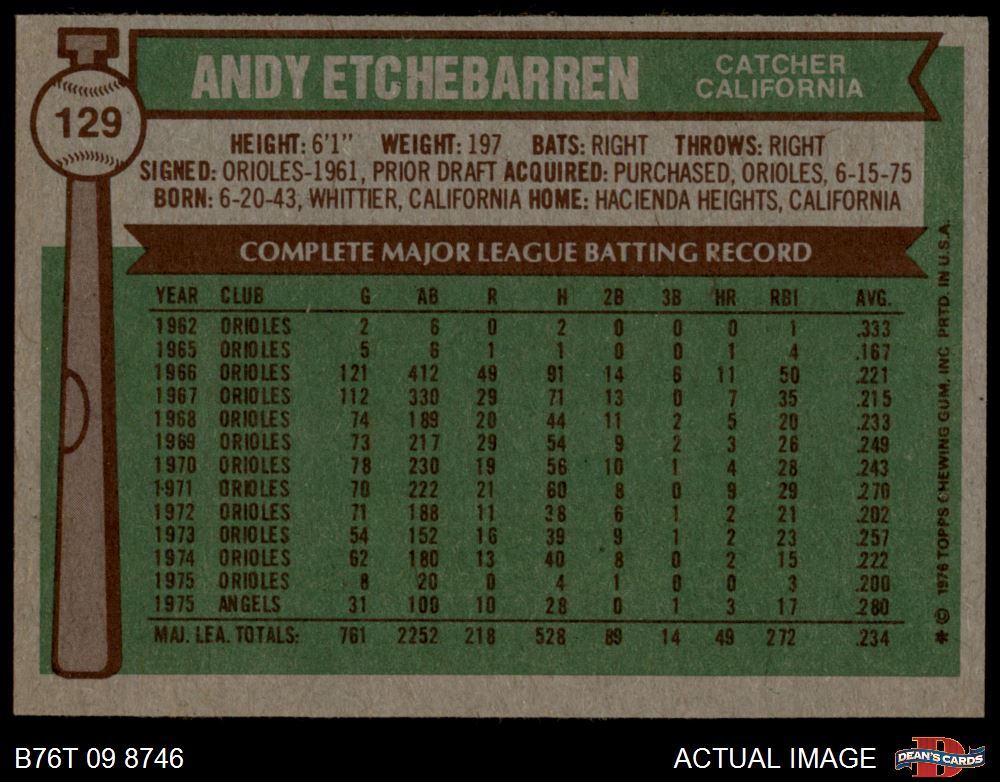 ANDY ETCHEBARREN
CATCHER
CALIFORNIA
129
HEIGHT: 6'1" WEIGHT: 197 BATS: RIGHT THROWS: RIGHT
SIGNED: ORIOLES-1961, PRIOR DRAFT ACQUIRED: PURCHASED, ORIOLES, 6-15-75
BORN: 6-20-43, WHITTIER, CALIFORNIA HOME: HACIENDA HEIGHTS, CALIFORNIA
COMPLETE MAJOR LEAGUE BATTING RECORD
YEAR CLUB G AB R H 2B 3B HR RBI AVG.
1962 ORIOLES 2 6 0 2 0 0 0 1 .333
1965 ORIOLES 5 6 1 1 0 0 1 4 .167
1966 ORIOLES 121 412 49 91 14 6 11 50 .221
1967 ORIOLES 112 330 29 71 13 0 7 35 .215
1968 ORIOLES 74 189 20 44 11 2 5 20 .233
1969 ORIOLES 73 217 29 54 9 2 3 26 .249
1970 ORIOLES 78 230 19 56 10 1 4 28 .243
1971 ORIOLES 70 222 21 60 8 0 9 29 .270
1972 ORIOLES 71 188 11 38 6 1 2 21 .202
1973 ORIOLES 54 152 16 39 9 1 2 23 .257
1974 ORIOLES 62 180 13 40 8 0 2 15 .222
1975 ORIOLES 8 20 0 4 1 0 0 3 .200
1975 ANGELS 31 100 10 28 0 1 3 17 .280
MAJ. LEA. TOTALS: 761 2252 218 528 89 14 49 272 .234
* © 1976 TOPPS CHEWING GUM, INC PRTD. IN U.S.A.
B76T 09 8746
ACTUAL IMAGE
D
DEAN'S CARDS